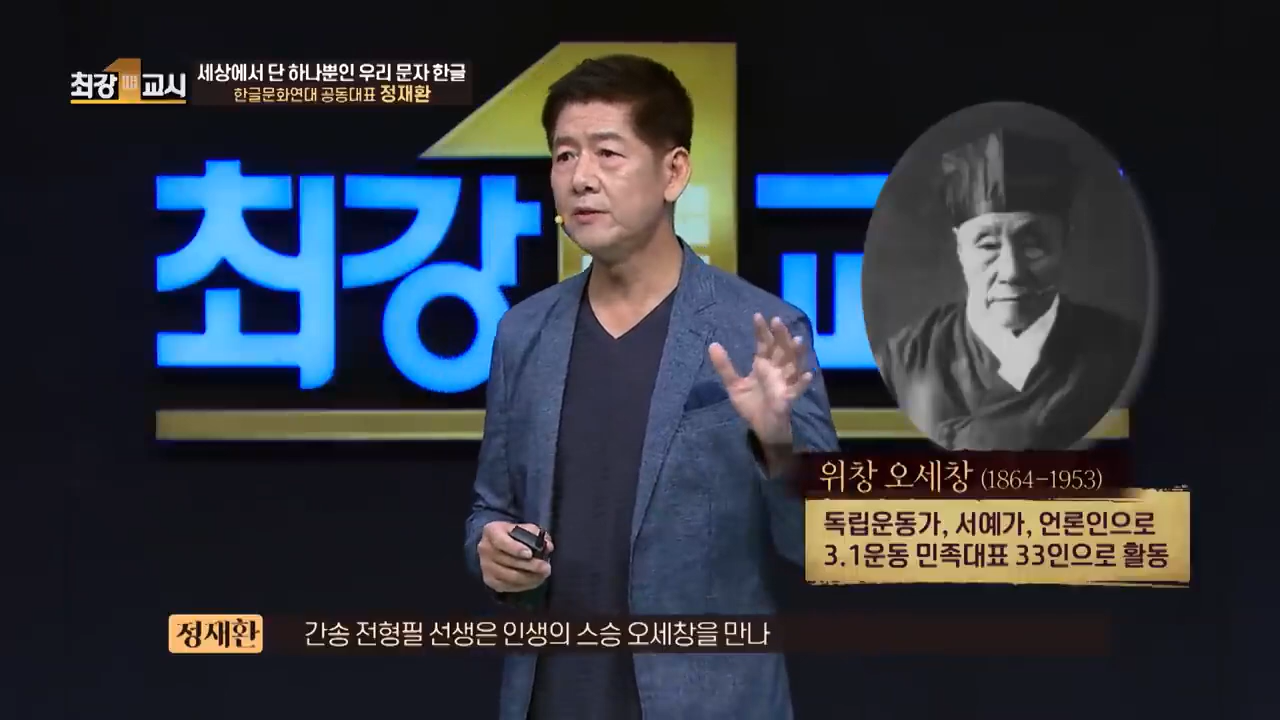 최강1교시
세상에서 단 하나뿐인 우리 문자 한글
한글문화연대 공동대표 정재환
최강 1 교
위창 오세창 (1864-1953)
독립운동가, 서예가, 언론인으로
3.1운동 민족대표 33인으로 활동
정재환 간송 전형필 선생은 인생의 스승 오세창을 만나